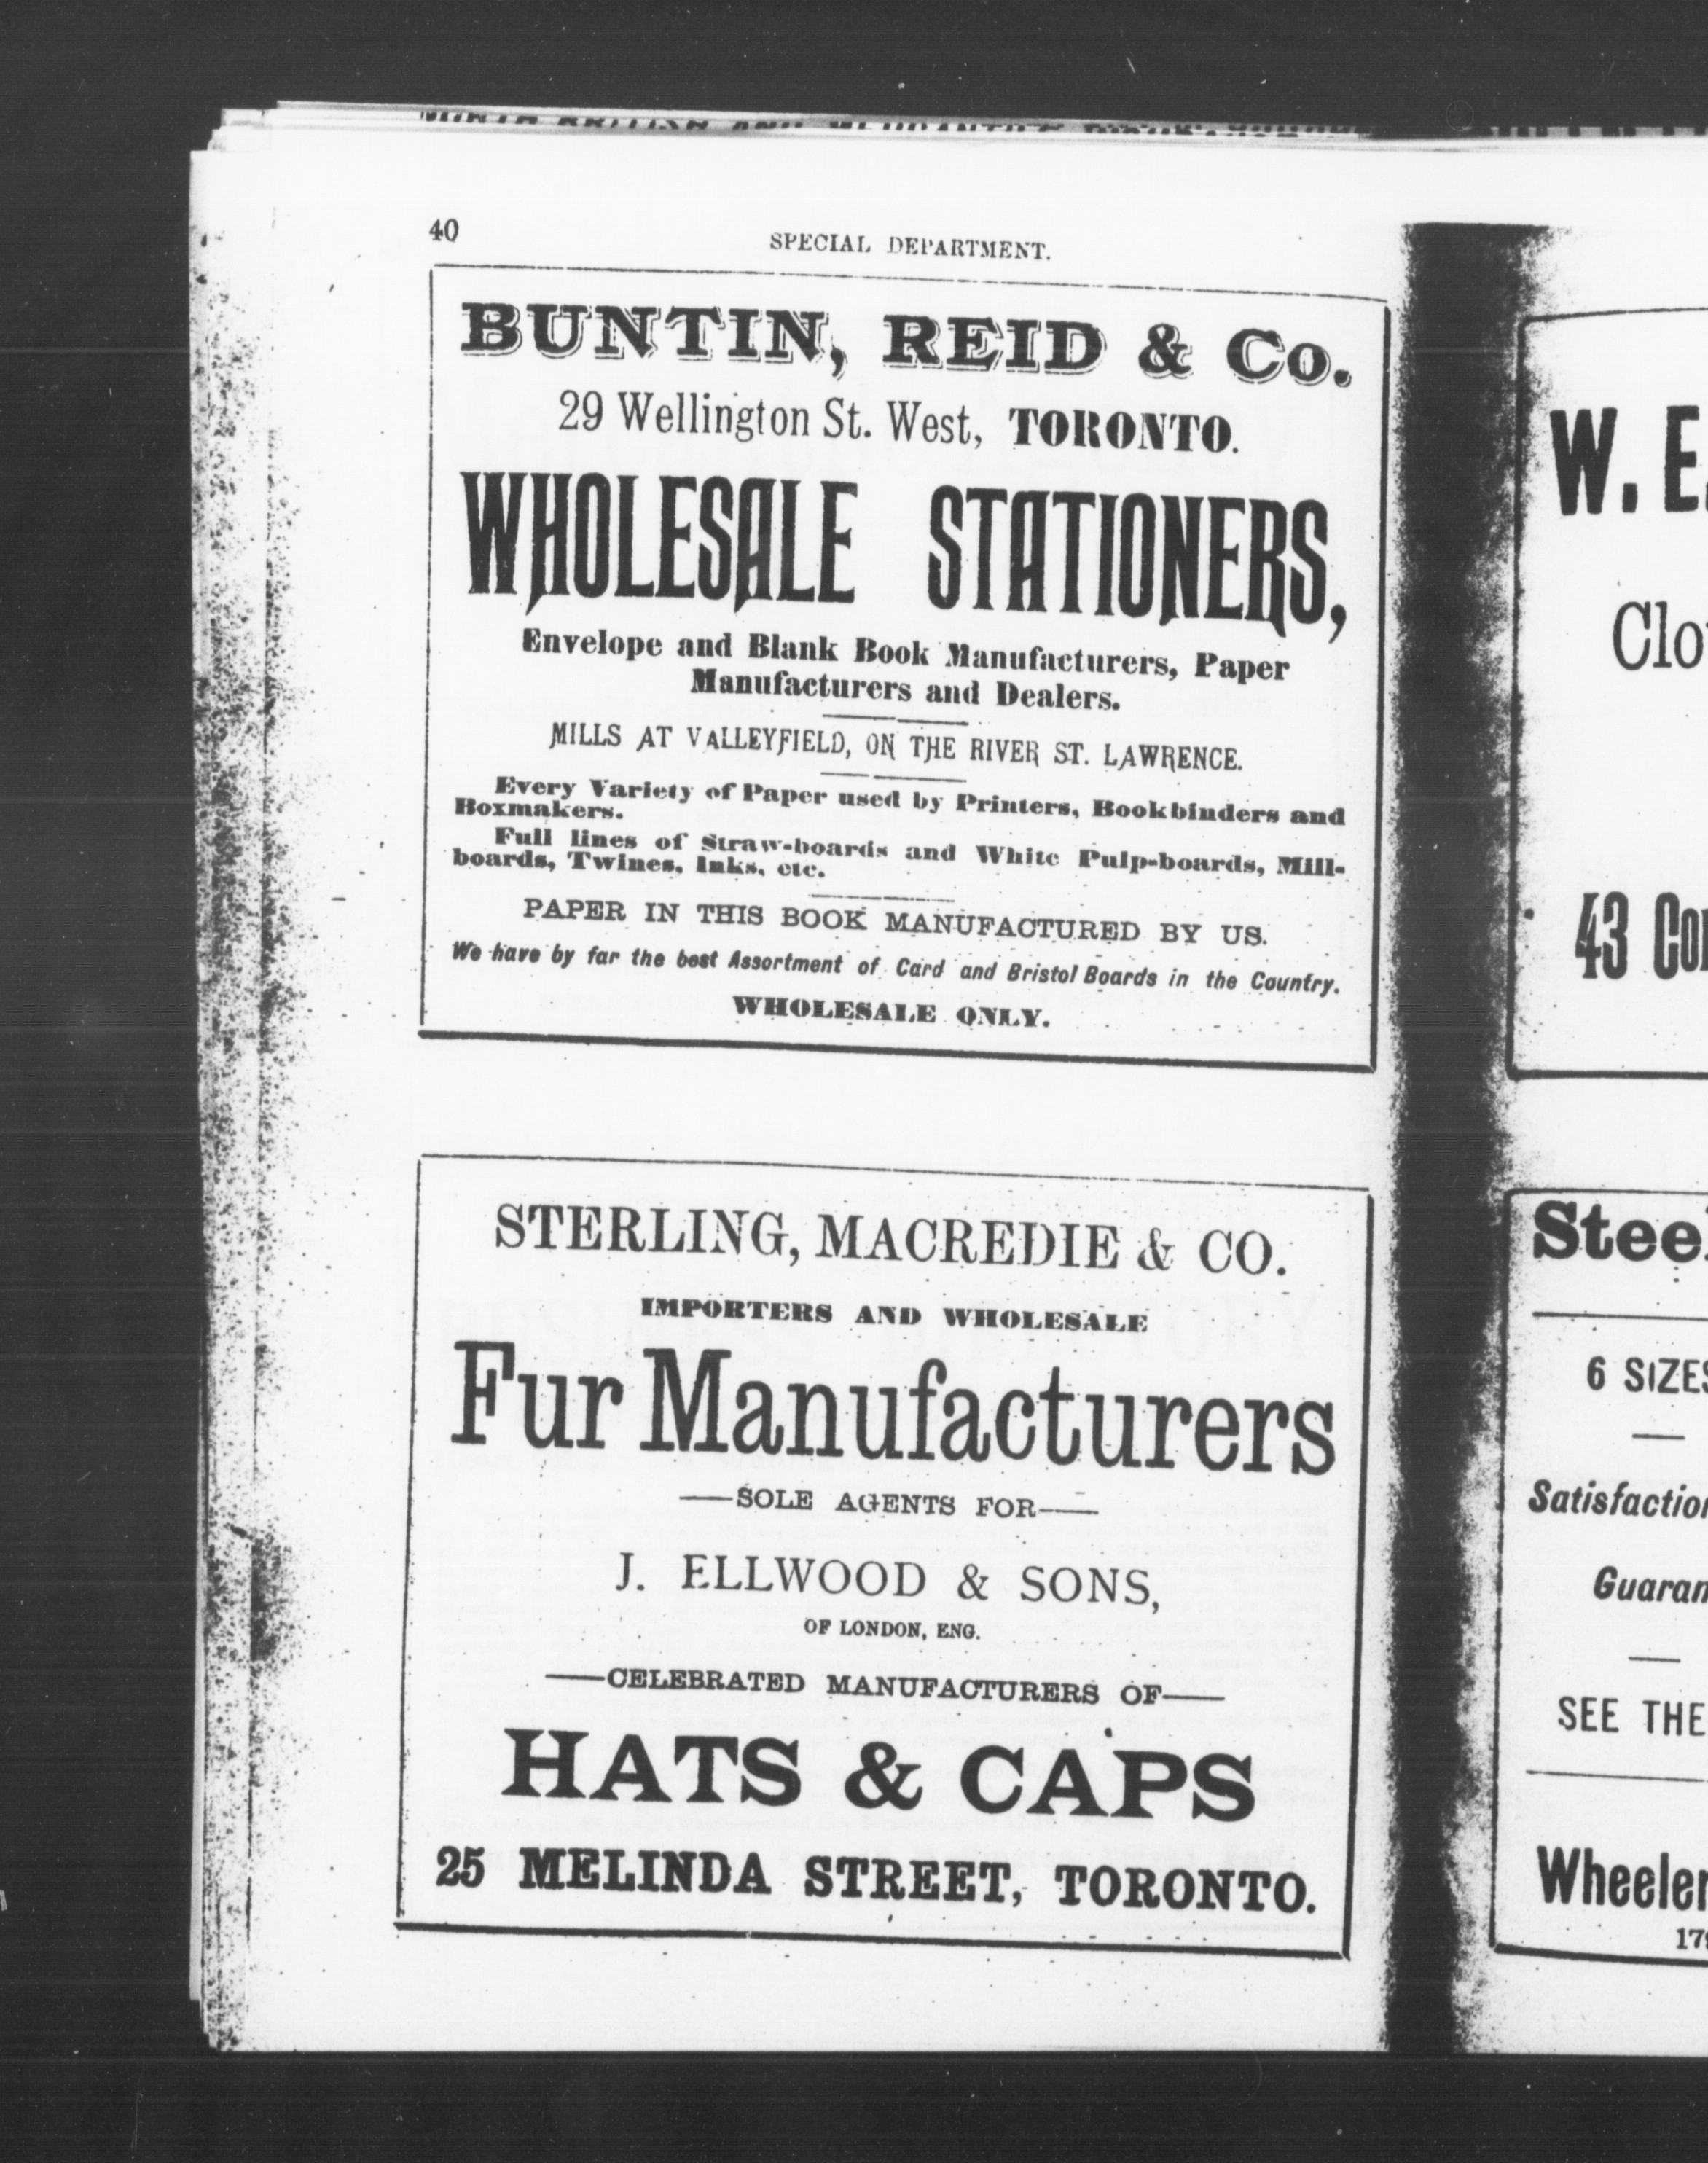 40
SPECIAL DEPARTMENT.
BUNTIN, REID & Co.
29 Wellington St. West, TORONTO.
WHOLESALE STATIONERS,
Envelope and Blank Book Manufacturers, Paper
Manufacturers and Dealers.
MILLS AT VALLEYFIELD, ON THE RIVER ST. LAWRENCE.
Every Variety of Paper used by Printers, Bookbinders and
Boxmakers.
Full lines of Straw-boards and White Pulp-boards, Mill-
boards, Twines, Inks, etc.
PAPER IN THIS BOOK MANUFACTURED BY US.
We have by far the best Assortment of Card and Bristol Boards in the Country.
WHOLESALE ONLY.
STERLING, MACREDIE & CO.
IMPORTERS AND WHOLESALE
Fur Manufacturers
—SOLE AGENTS FOR—
J. ELLWOOD & SONS,
OF LONDON, ENG.
—CELEBRATED MANUFACTURERS OF—
HATS & CAPS
25 MELINDA STREET, TORONTO.
W. E.
Clo
43 Co
Stee
6 SIZES
Satisfaction
Guaran
SEE THE
Wheeler
179